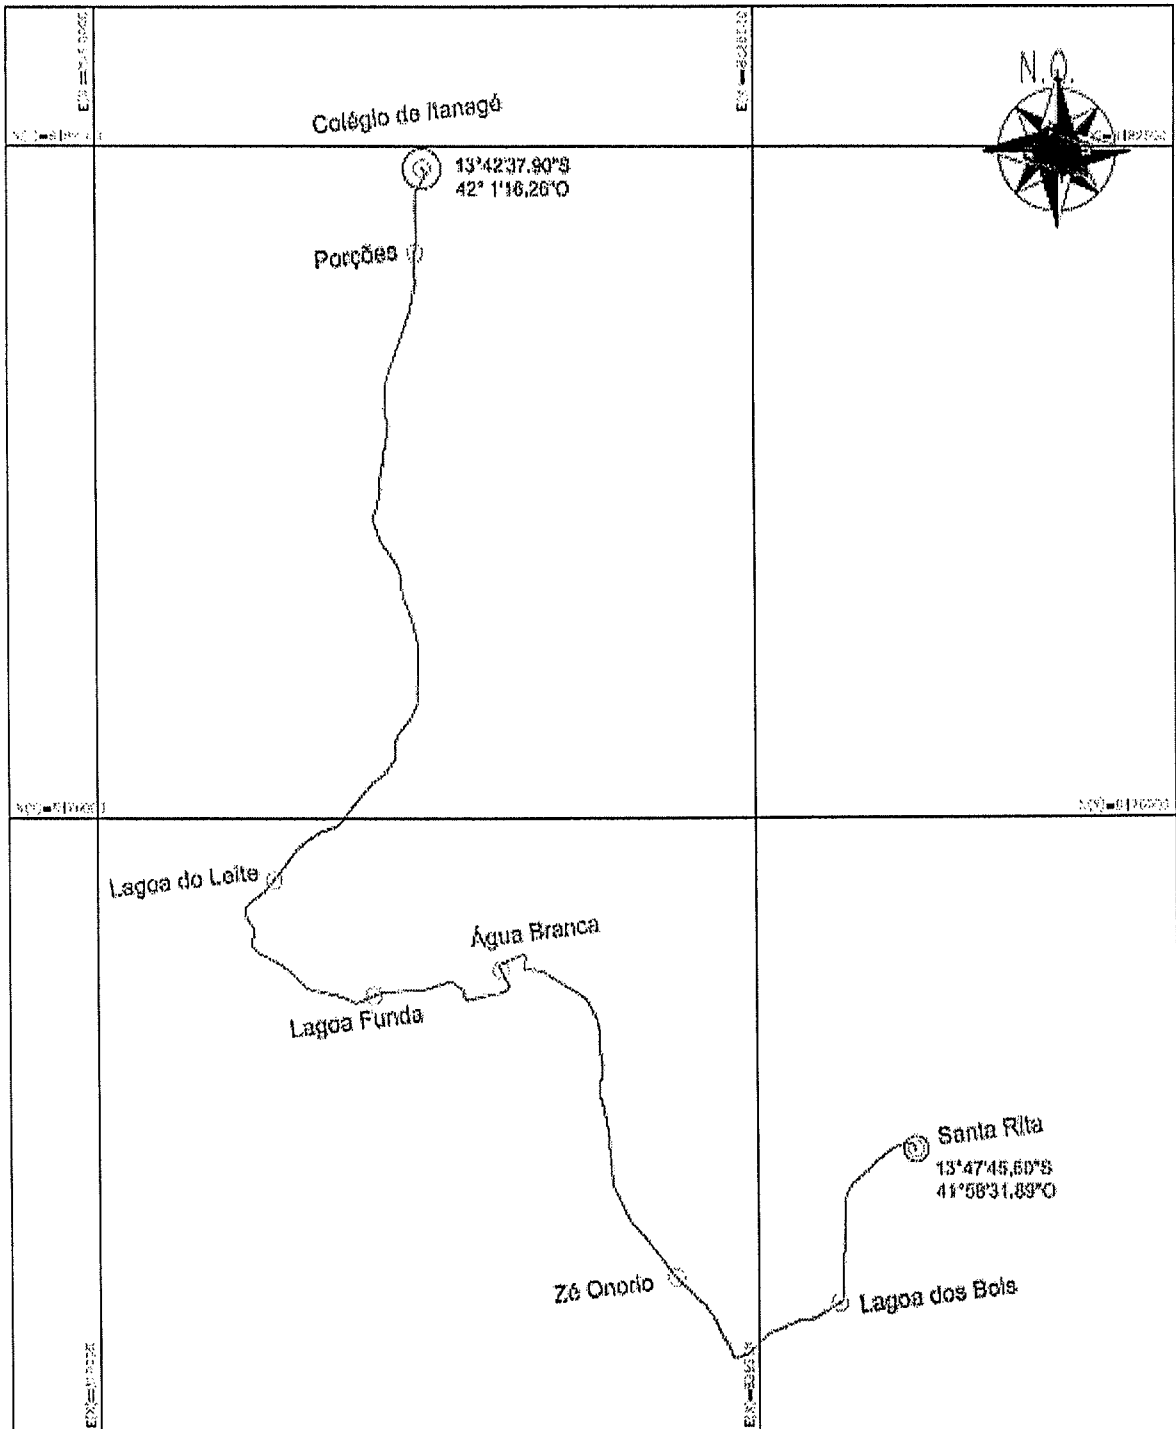 N.Q.
Colégio de Itanagé
13°42'37.90"S
42° 1'16.26"O
Porções
Lagoa do Leite
Água Branca
Lagoa Funda
Santa Rita
13°47'45.60"S
41°58'31.89"O
Zé Onorio
Lagoa dos Bois